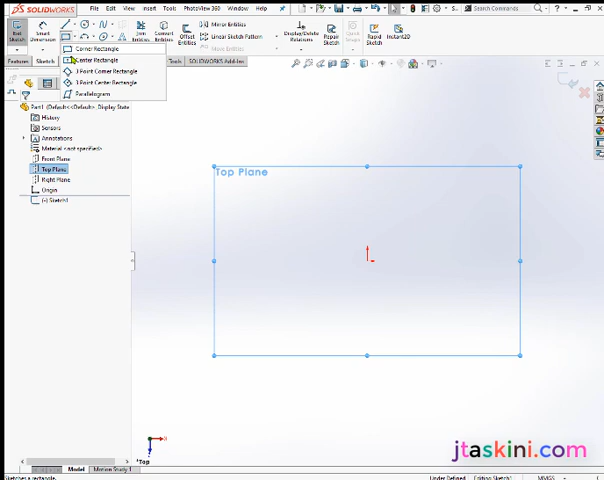 SOLIDWORKS File Edit View Insert Tools PhotoView 360 Window Help Search SOLIDWORKS Help
Exit Sketch
Smart Dimension
Corner Rectangle
Center Rectangle
3 Point Corner Rectangle
3 Point Center Rectangle
Parallelogram
Trim Entities
Convert Entities
Offset Entities
Mirror Entities
Linear Sketch Pattern
Move Entities
Display/Delete Relations
Repair Sketch
Quick Snaps
Instant2D
Features Sketch Tools SOLIDWORKS Add-Ins
Part1 (Default<<Default>_Display State
History
Sensors
Annotations
Material <not specified>
Front Plane
Top Plane
Right Plane
Origin
(-) Sketch1
Top Plane
*Top
jtaskini.com
Model Motion Study 1
Sketches a rectangle. Under Defined Editing Sketch1 MMGS